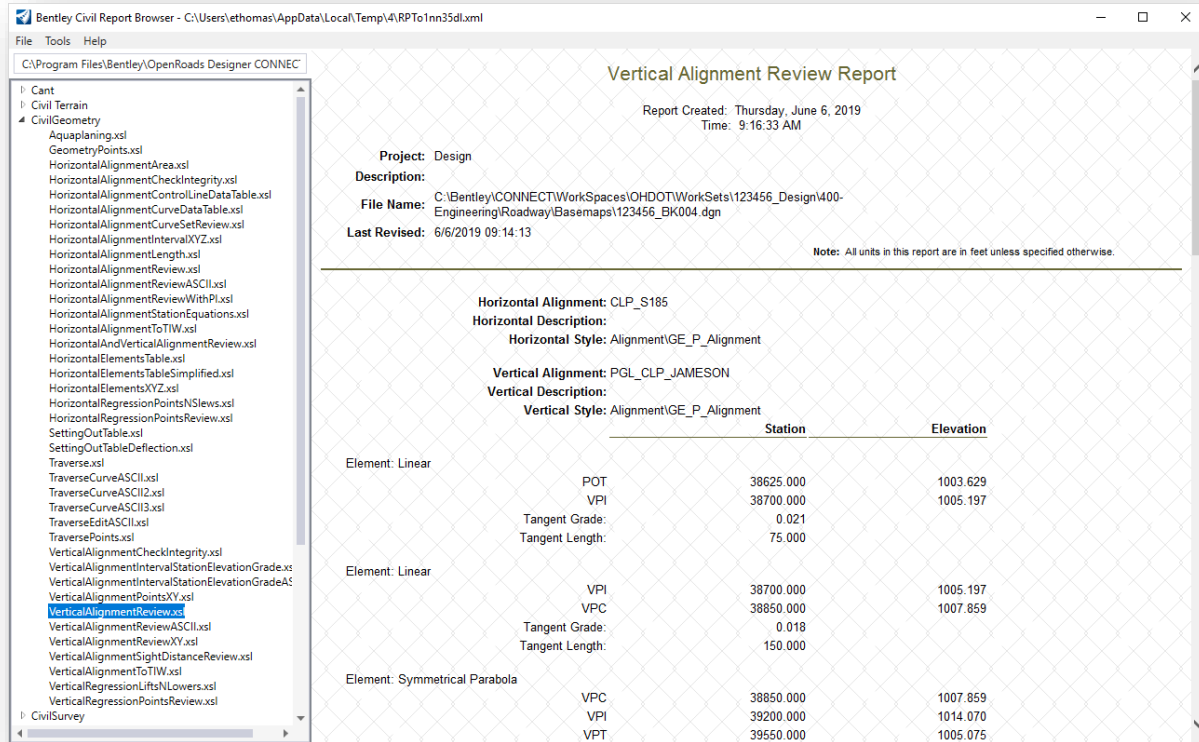 Bentley Civil Report Browser - C:\Users\ethomas\AppData\Local\Temp\4\RPTo1nn35dl.xml
File Tools Help
C:\Program Files\Bentley\OpenRoads Designer CONNECT
Cant
Civil Terrain
CivilGeometry
Aquaplaning.xsl
GeometryPoints.xsl
HorizontalAlignmentArea.xsl
HorizontalAlignmentCheckIntegrity.xsl
HorizontalAlignmentControlLineDataTable.xsl
HorizontalAlignmentCurveDataTable.xsl
HorizontalAlignmentCurveSetReview.xsl
HorizontalAlignmentIntervalXYZ.xsl
HorizontalAlignmentLength.xsl
HorizontalAlignmentReview.xsl
HorizontalAlignmentReviewASCII.xsl
HorizontalAlignmentReviewWithPI.xsl
HorizontalAlignmentStationEquations.xsl
HorizontalAlignmentToTIW.xsl
HorizontalAndVerticalAlignmentReview.xsl
HorizontalElementsTable.xsl
HorizontalElementsTableSimplified.xsl
HorizontalElementsXYZ.xsl
HorizontalRegressionPointsNSlews.xsl
HorizontalRegressionPointsReview.xsl
SettingOutTable.xsl
SettingOutTableDeflection.xsl
Traverse.xsl
TraverseCurveASCII.xsl
TraverseCurveASCII2.xsl
TraverseCurveASCII3.xsl
TraverseEditASCII.xsl
TraversePoints.xsl
VerticalAlignmentCheckIntegrity.xsl
VerticalAlignmentIntervalStationElevationGrade.xs
VerticalAlignmentIntervalStationElevationGradeAS
VerticalAlignmentPointsXY.xsl
VerticalAlignmentReview.xsl
VerticalAlignmentReviewASCII.xsl
VerticalAlignmentReviewXY.xsl
VerticalAlignmentSightDistanceReview.xsl
VerticalAlignmentToTIW.xsl
VerticalRegressionLiftsNLowers.xsl
VerticalRegressionPointsReview.xsl
CivilSurvey
Vertical Alignment Review Report
Report Created: Thursday, June 6, 2019
Time: 9:16:33 AM
Project: Design
Description:
File Name: C:\Bentley\CONNECT\WorkSpaces\OHDOT\WorkSets\123456_Design\400-
Engineering\Roadway\Basemaps\123456_BK004.dgn
Last Revised: 6/6/2019 09:14:13
Note: All units in this report are in feet unless specified otherwise.
Horizontal Alignment: CLP_S185
Horizontal Description:
Horizontal Style: Alignment\GE_P_Alignment
Vertical Alignment: PGL_CLP_JAMESON
Vertical Description:
Vertical Style: Alignment\GE_P_Alignment
Station Elevation
Element: Linear
POT 38625.000 1003.629
VPI 38700.000 1005.197
Tangent Grade: 0.021
Tangent Length: 75.000
Element: Linear
VPI 38700.000 1005.197
VPC 38850.000 1007.859
Tangent Grade: 0.018
Tangent Length: 150.000
Element: Symmetrical Parabola
VPC 38850.000 1007.859
VPI 39200.000 1014.070
VPT 39550.000 1005.075